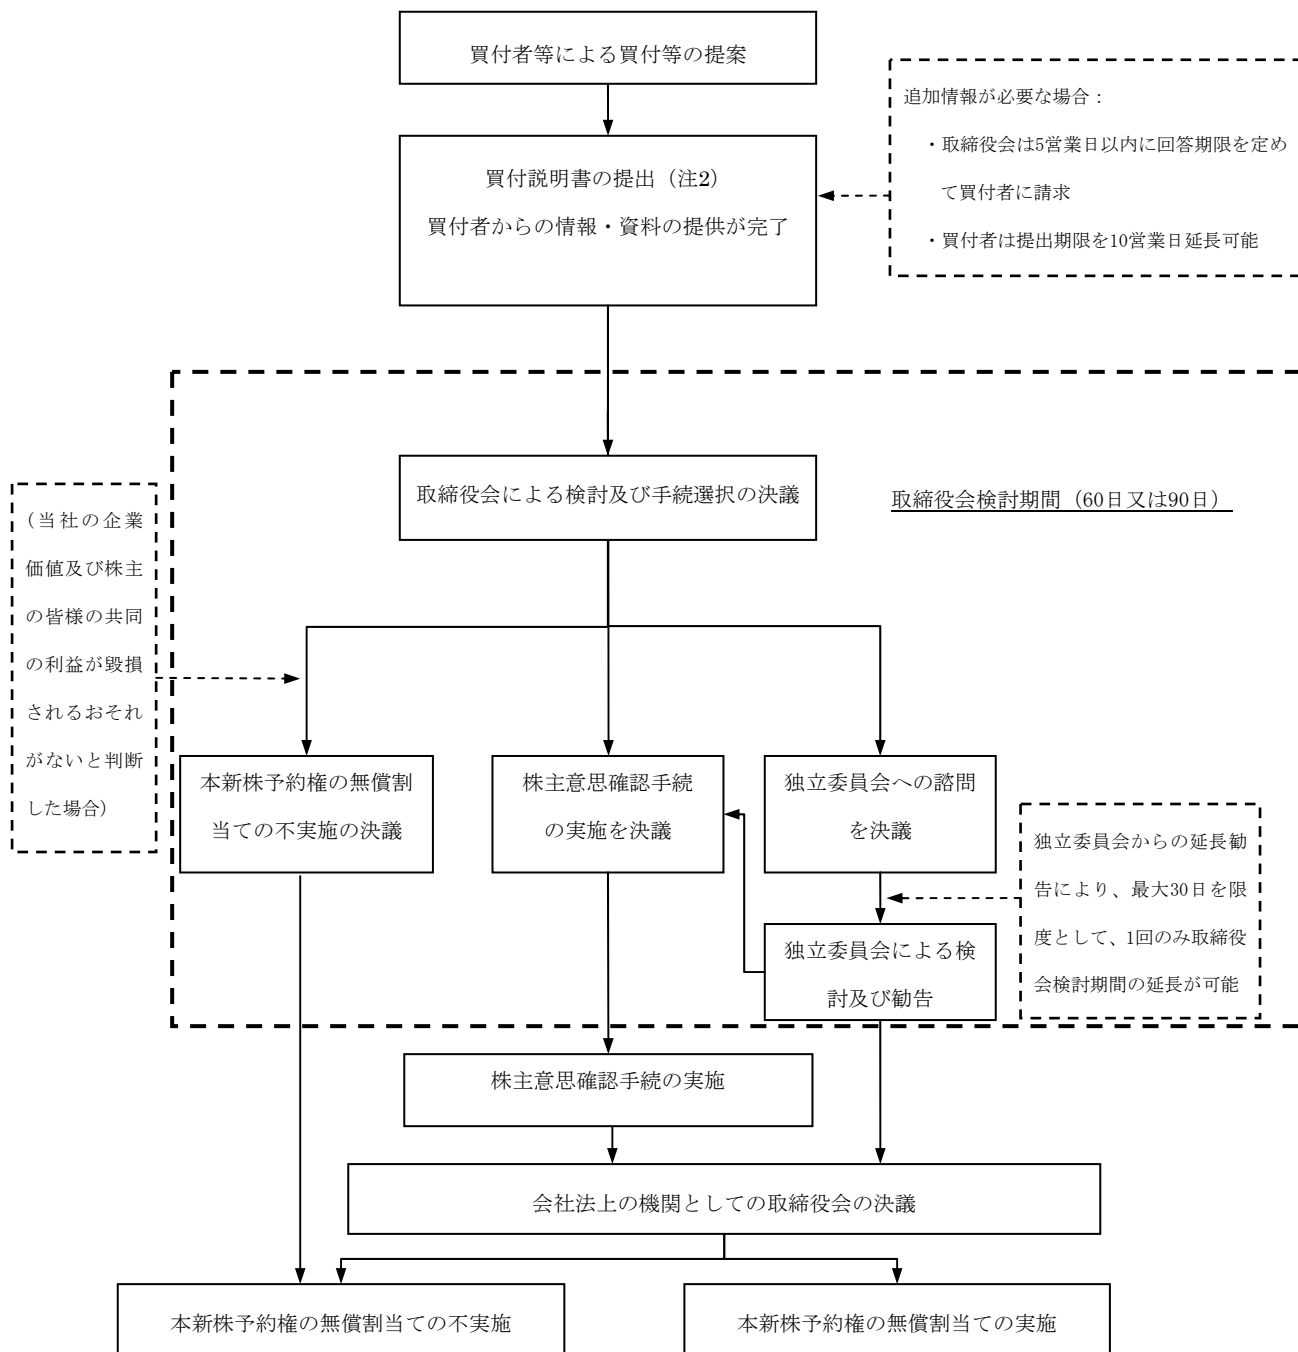 買付者等による買付等の提案
追加情報が必要な場合：
・取締役会は5営業日以内に回答期限を定め
て買付者に請求
・買付者は提出期限を10営業日延長可能
買付説明書の提出（注2）
買付者からの情報・資料の提供が完了
取締役会による検討及び手続選択の決議
取締役会検討期間（60日又は90日）
（当社の企業
価値及び株主
の皆様の共同
の利益が毀損
されるおそれ
がないと判断
した場合）
本新株予約権の無償割
当ての不実施の決議
株主意思確認手続
の実施を決議
独立委員会への諮問
を決議
独立委員会からの延長勧
告により、最大30日を限
度として、1回のみ取締役
会検討期間の延長が可能
独立委員会による検
討及び勧告
株主意思確認手続の実施
会社法上の機関としての取締役会の決議
本新株予約権の無償割当ての不実施
本新株予約権の無償割当ての実施